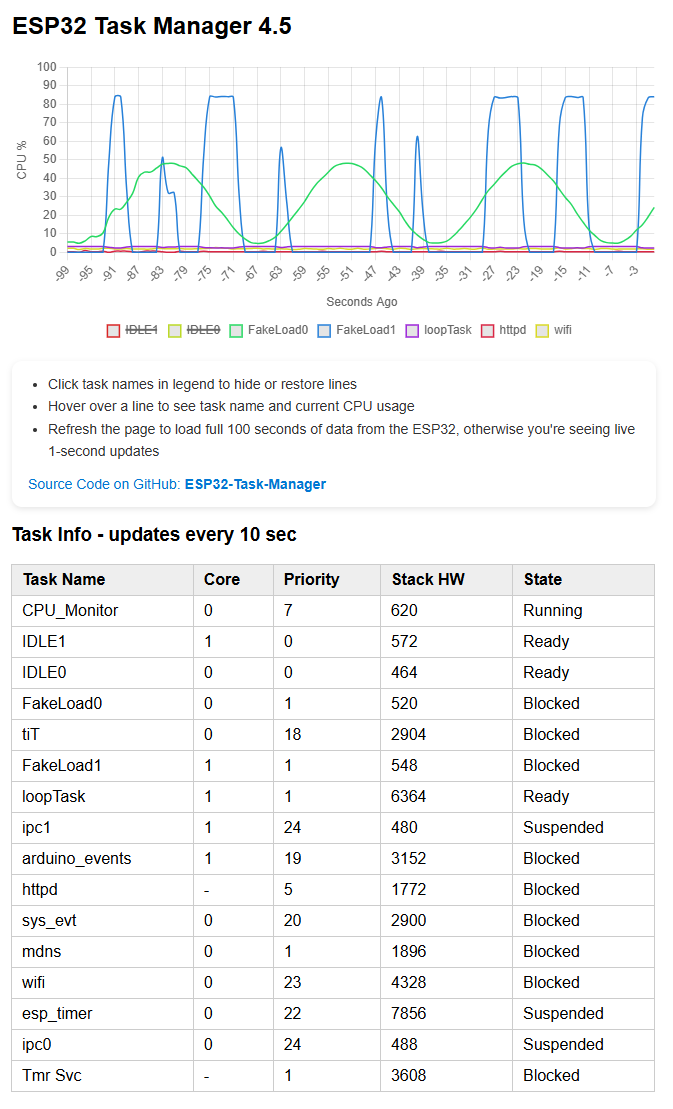 ESP32 Task Manager 4.5
100
90
80
70
60
50
40
30
20
10
0
CPU %
-99 -95 -91 -87 -83 -79 -75 -71 -67 -63 -59 -55 -51 -47 -43 -39 -35 -31 -27 -23 -19 -15 -11 -7 -3
Seconds Ago
IDLE1 IDLE0 FakeLoad0 FakeLoad1 loopTask httpd wifi
• Click task names in legend to hide or restore lines
• Hover over a line to see task name and current CPU usage
• Refresh the page to load full 100 seconds of data from the ESP32, otherwise you're seeing live
1-second updates
Source Code on GitHub: ESP32-Task-Manager
Task Info - updates every 10 sec
Task Name Core Priority Stack HW State
CPU_Monitor 0 7 620 Running
IDLE1 1 0 572 Ready
IDLE0 0 0 464 Ready
FakeLoad0 0 1 520 Blocked
tiT 0 18 2904 Blocked
FakeLoad1 1 1 548 Blocked
loopTask 1 1 6364 Ready
ipc1 1 24 480 Suspended
arduino_events 1 19 3152 Blocked
httpd - 5 1772 Blocked
sys_evt 0 20 2900 Blocked
mdns 0 1 1896 Blocked
wifi 0 23 4328 Blocked
esp_timer 0 22 7856 Suspended
ipc0 0 24 488 Suspended
Tmr Svc - 1 3608 Blocked